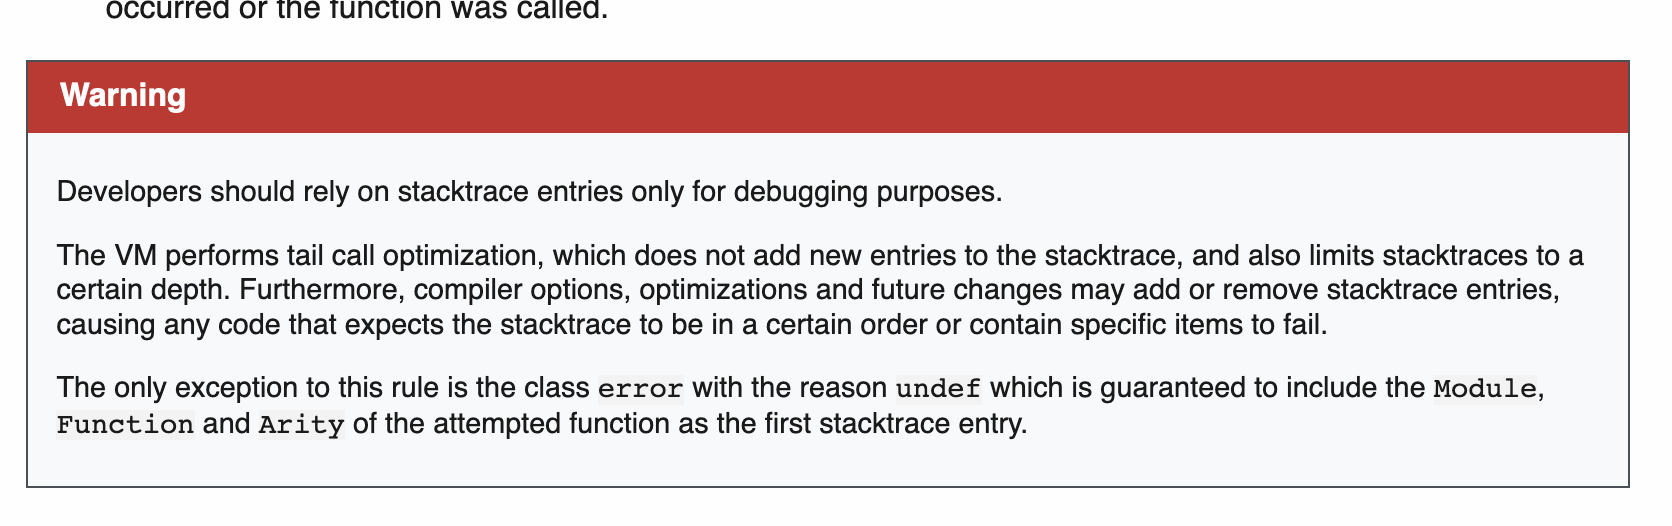 occurred or the function was called.
Warning
Developers should rely on stacktrace entries only for debugging purposes.
The VM performs tail call optimization, which does not add new entries to the stacktrace, and also limits stacktraces to a
certain depth. Furthermore, compiler options, optimizations and future changes may add or remove stacktrace entries,
causing any code that expects the stacktrace to be in a certain order or contain specific items to fail.
The only exception to this rule is the class error with the reason undef which is guaranteed to include the Module,
Function and Arity of the attempted function as the first stacktrace entry.